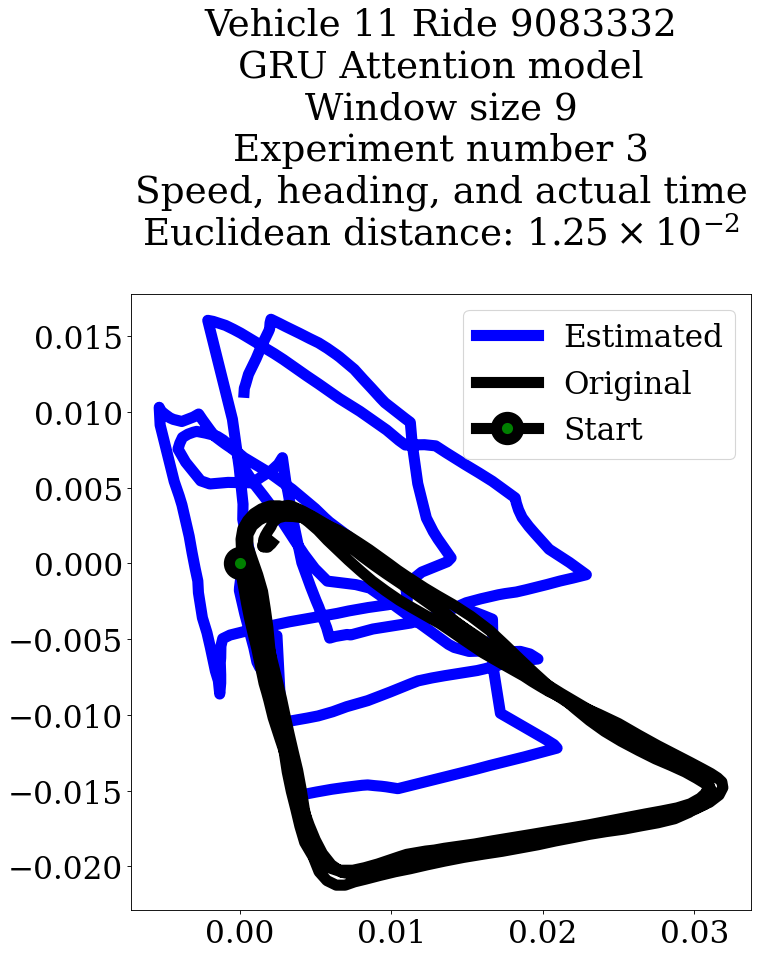 Vehicle 11 Ride 9083332
GRU Attention model
Window size 9
Experiment number 3
Speed, heading, and actual time
Euclidean distance: 1.25 × 10⁻²
Estimated
Original
Start
0.015
0.010
0.005
0.000
−0.005
−0.010
−0.015
−0.020
0.00 0.01 0.02 0.03